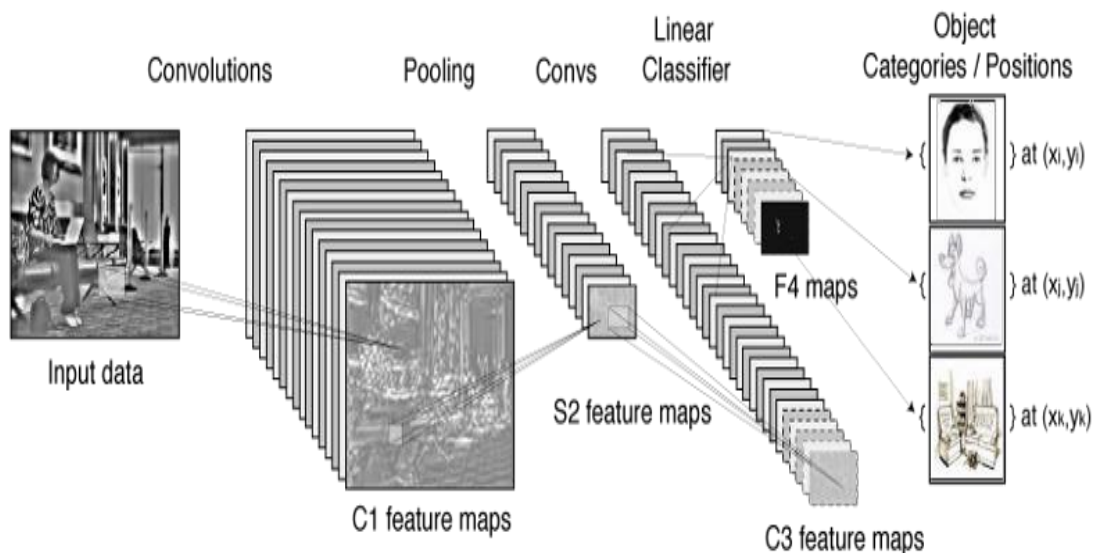 Convolutions
Pooling
Convs
Linear
Classifier
Object
Categories / Positions
Input data
C1 feature maps
S2 feature maps
C3 feature maps
F4 maps
{ } at (xi,yi)
{ } at (xj,yj)
{ } at (xk,yk)